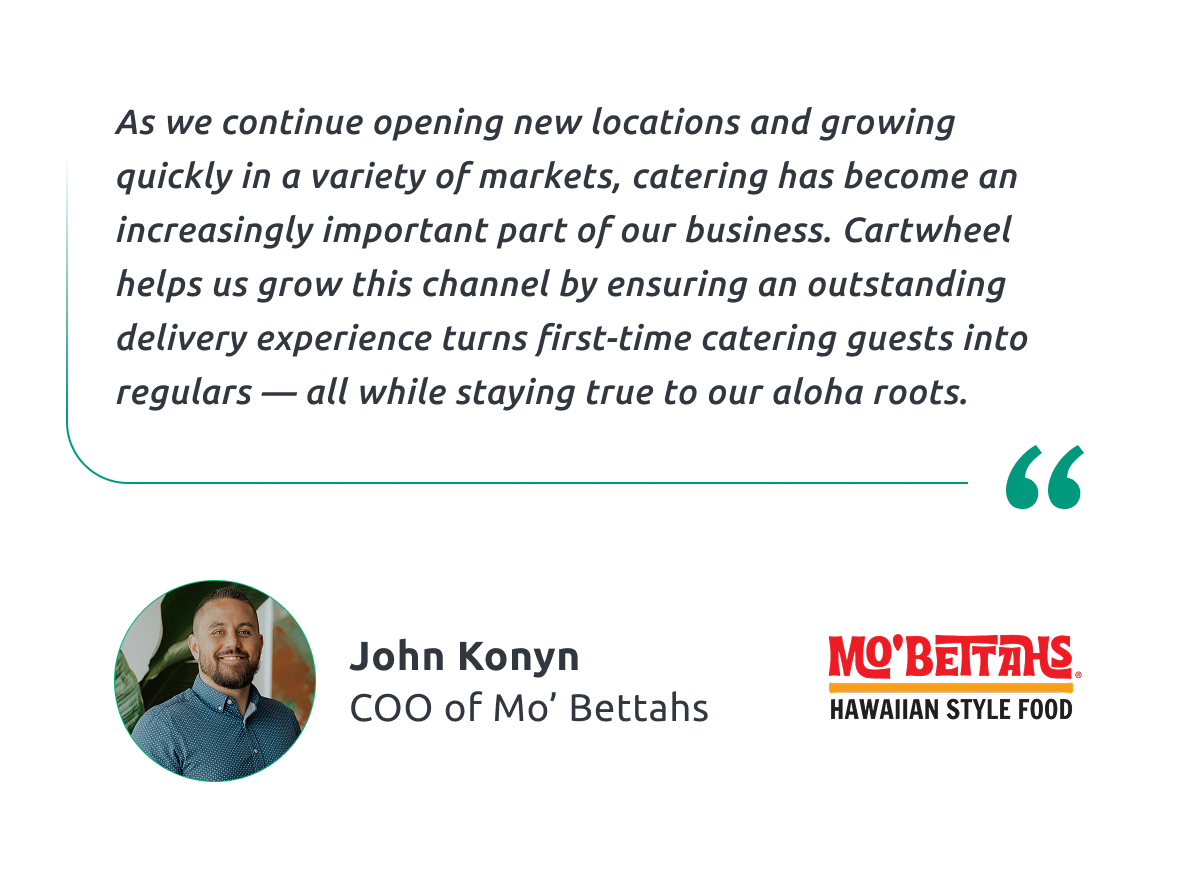 As we continue opening new locations and growing
quickly in a variety of markets, catering has become an
increasingly important part of our business. Cartwheel
helps us grow this channel by ensuring an outstanding
delivery experience turns first-time catering guests into
regulars — all while staying true to our aloha roots.
“
John Konyn
COO of Mo’ Bettahs
MO'BETTAHS®
HAWAIIAN STYLE FOOD